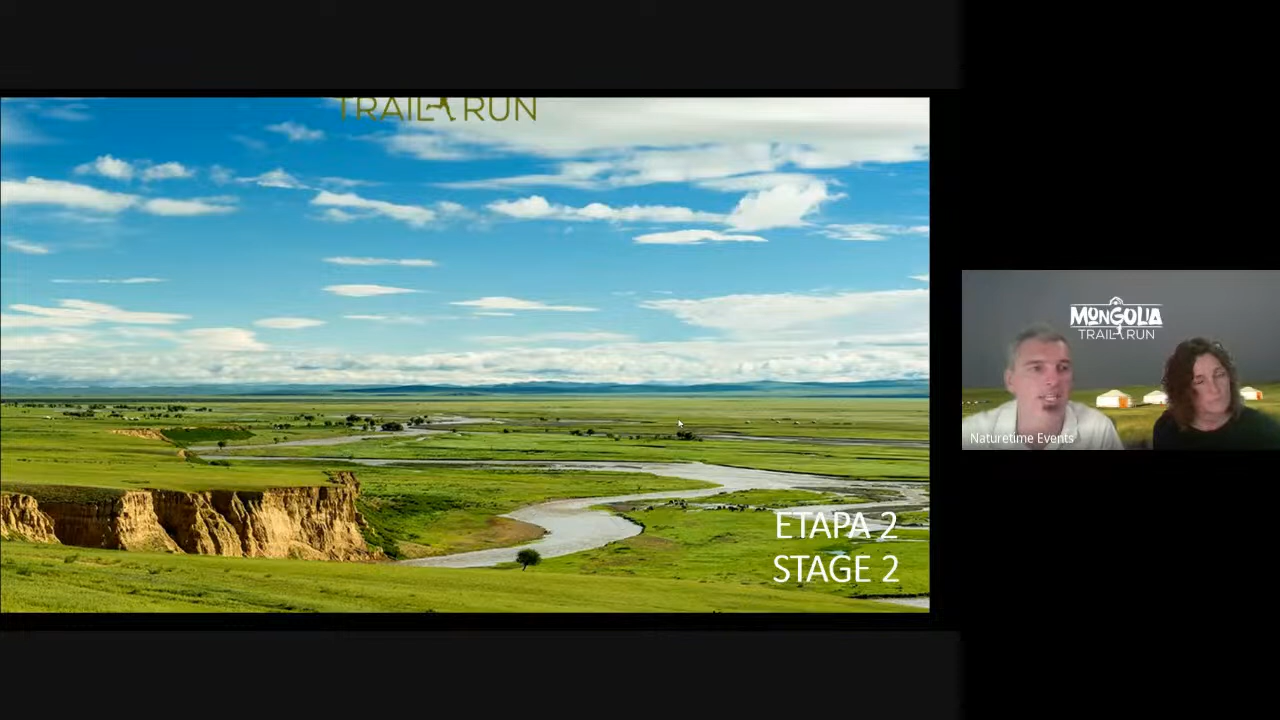 TRAIL RUN
ETAPA 2
STAGE 2
MONGOLIA
TRAIL RUN
Naturetime Events